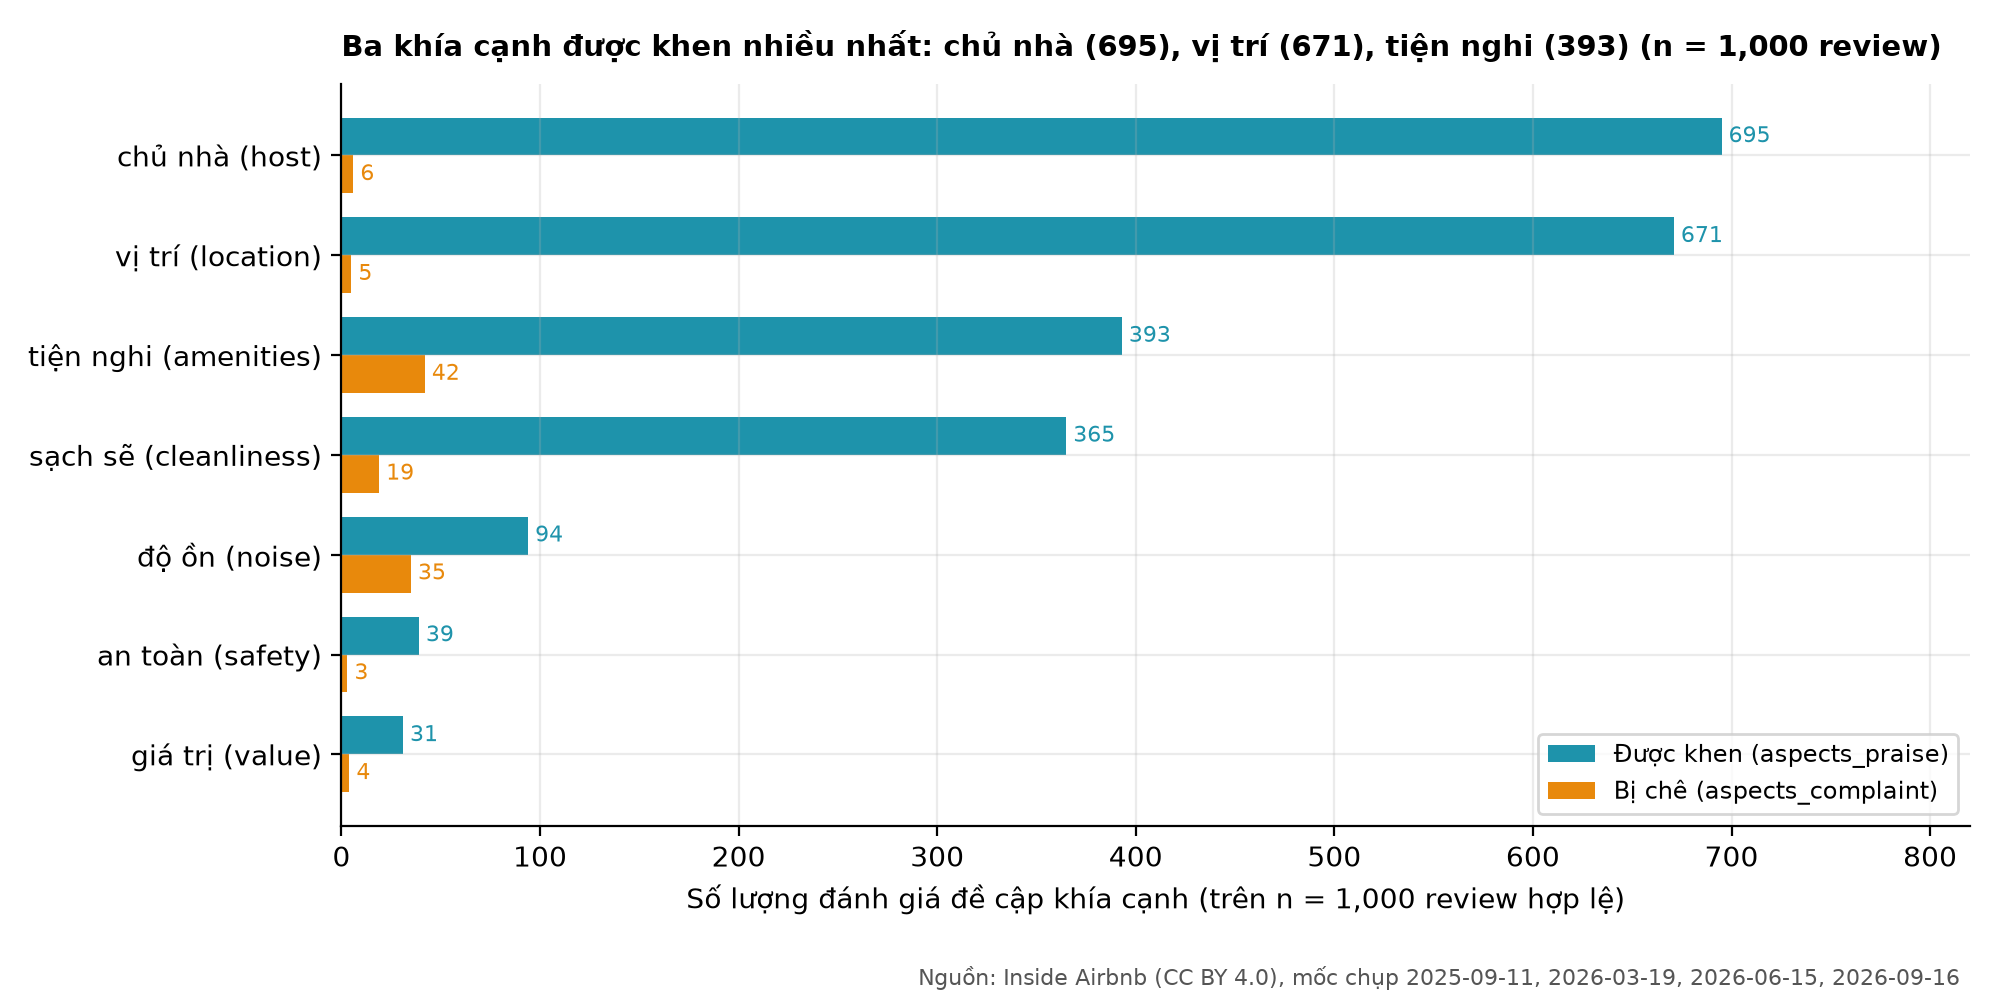 Ba khía cạnh được khen nhiều nhất: chủ nhà (695), vị trí (671), tiện nghi (393) (n = 1,000 review)
chủ nhà (host)
695
6
vị trí (location)
671
5
tiện nghi (amenities)
393
42
sạch sẽ (cleanliness)
365
19
độ ồn (noise)
94
35
an toàn (safety)
39
3
giá trị (value)
31
4
Được khen (aspects_praise)
Bị chê (aspects_complaint)
0 100 200 300 400 500 600 700 800
Số lượng đánh giá đề cập khía cạnh (trên n = 1,000 review hợp lệ)
Nguồn: Inside Airbnb (CC BY 4.0), mốc chụp 2025-09-11, 2026-03-19, 2026-06-15, 2026-09-16